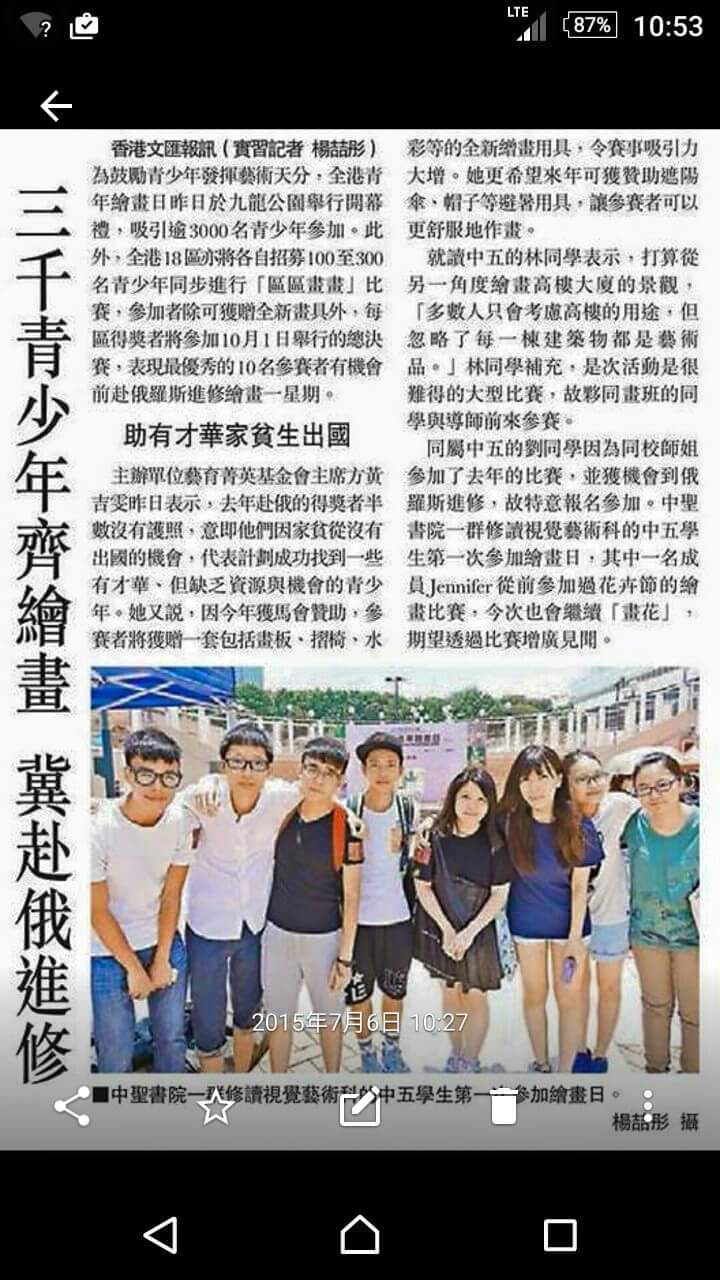 LTE
87%
10:53
三千青少年齊繪畫 冀赴俄進修
香港文匯報訊(實習記者 楊喆彤)
為鼓勵青少年發揮藝術天分,全港青
年繪畫日昨日於九龍公園舉行開幕
禮,吸引逾3000名青少年參加。此
外,全港18區亦將各自招募100至300
名青少年同步進行「區區畫畫」比
賽,參加者除可獲贈全新畫具外,每
區得獎者將參加10月1日舉行的總決
賽,表現最優秀的10名參賽者有機會
前赴俄羅斯進修繪畫一星期。
助有才華家貧生出國
主辦單位藝育菁英基金會主席方黃
吉雯昨日表示,去年赴俄的得獎者半
數沒有護照,意即他們因家貧從沒有
出國的機會,代表計劃成功找到一些
有才華、但缺乏資源與機會的青少
年。她又説,因今年獲馬會贊助,參
賽者將獲贈一套包括畫板、摺椅、水
彩等的全新繪畫用具,令賽事吸引力
大增。她更希望來年可獲贊助遮陽
傘、帽子等避暑用具,讓參賽者可以
更舒服地作畫。
就讀中五的林同學表示,打算從
另一角度繪畫高樓大廈的景觀,
「多數人只會考慮高樓的用途,但
忽略了每一棟建築物都是藝術
品。」林同學補充,是次活動是很
難得的大型比賽,故夥同畫班的同
學與導師前來參賽。
同屬中五的劉同學因為同校師姐
參加了去年的比賽,並獲機會到俄
羅斯進修,故特意報名參加。中聖
書院一群修讀視覺藝術科的中五學
生第一次參加繪畫日,其中一名成
員Jennifer從前參加過花卉節的繪
畫比賽,今次也會繼續「畫花」,
期望透過比賽增廣見聞。
2015年7月6日 10:27
■中聖書院一群修讀視覺藝術科的中五學生第一次參加繪畫日。
楊喆彤 攝